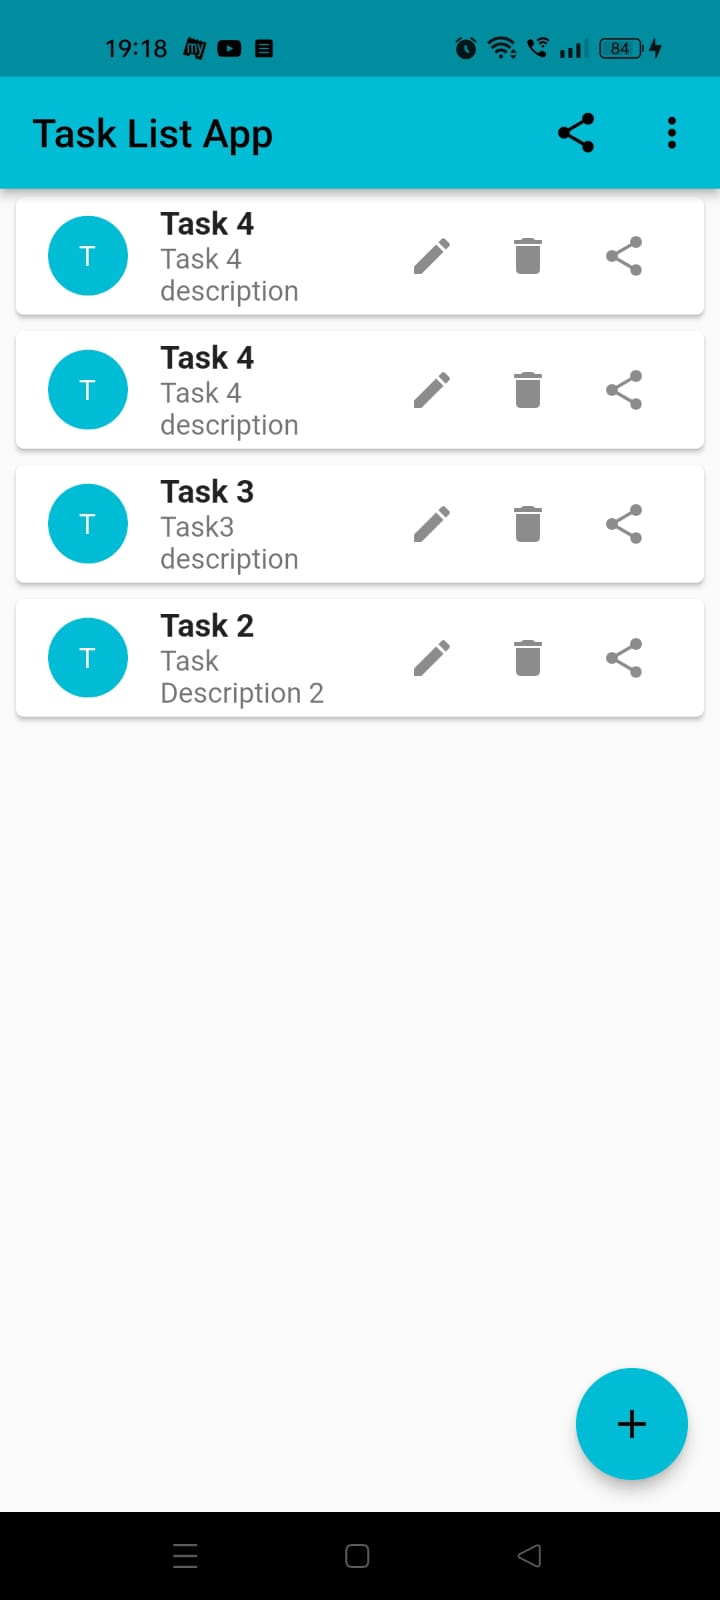 19:18 my 84
Task List App
T
Task 4
Task 4
description
T
Task 4
Task 4
description
T
Task 3
Task3
description
T
Task 2
Task
Description 2